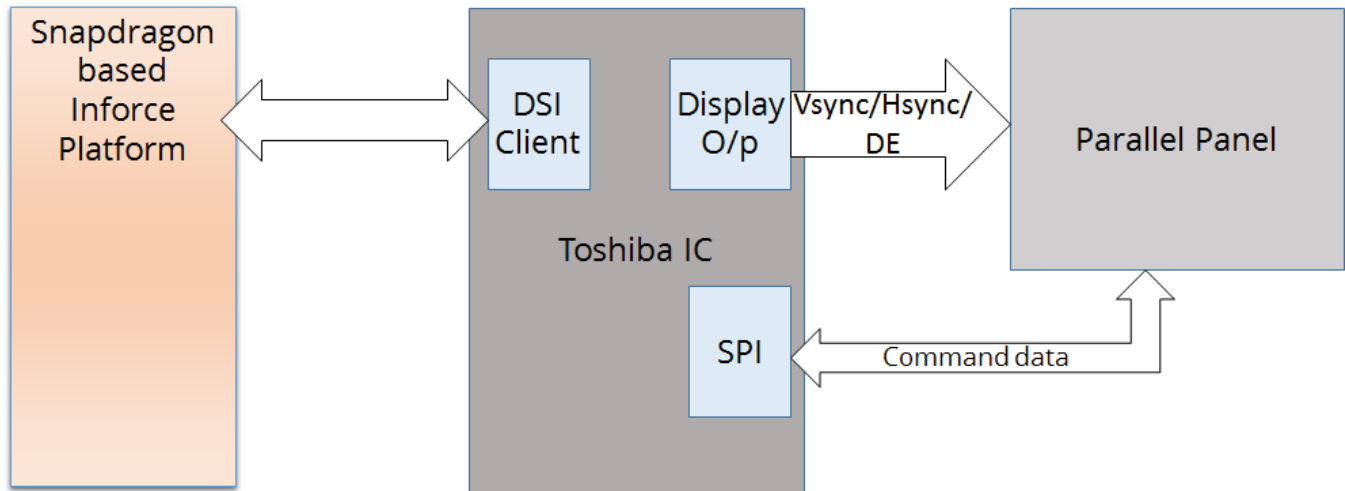 Snapdragon
based
Inforce
Platform
DSI
Client
Display
O/p
Vsync/Hsync/
DE
Parallel Panel
Toshiba IC
SPI
Command data